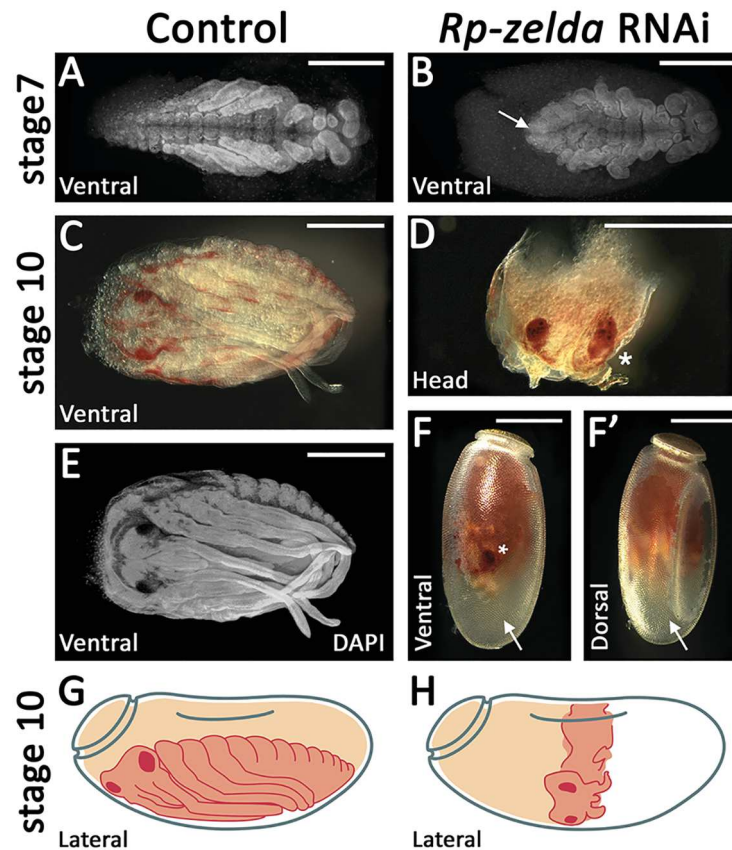 Control
Rp-zelda RNAi
stage7
A
Ventral
B
Ventral
stage 10
C
Ventral
D
*
Head
E
Ventral
DAPI
F
*
Ventral
F’
Dorsal
stage 10
G
Lateral
H
Lateral